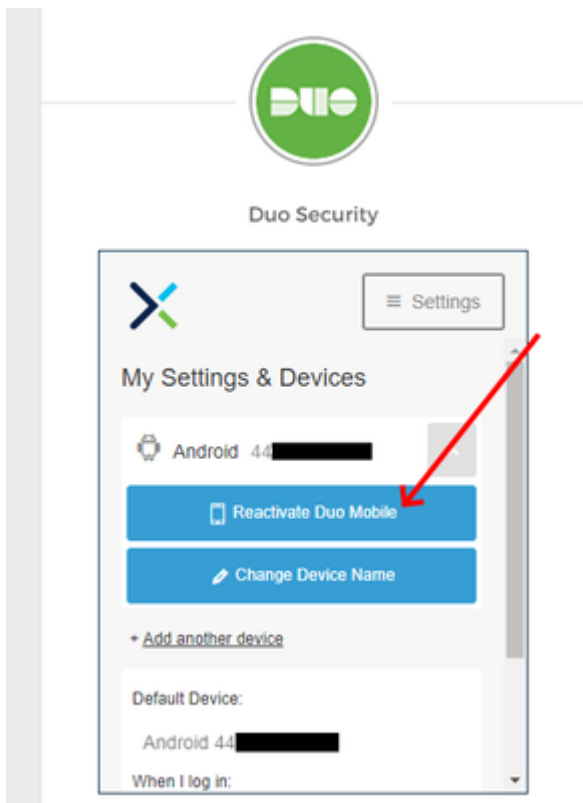 DUO
Duo Security
Settings
My Settings & Devices
Android 44
Reactivate Duo Mobile
Change Device Name
+ Add another device
Default Device:
Android 44
When I log in: